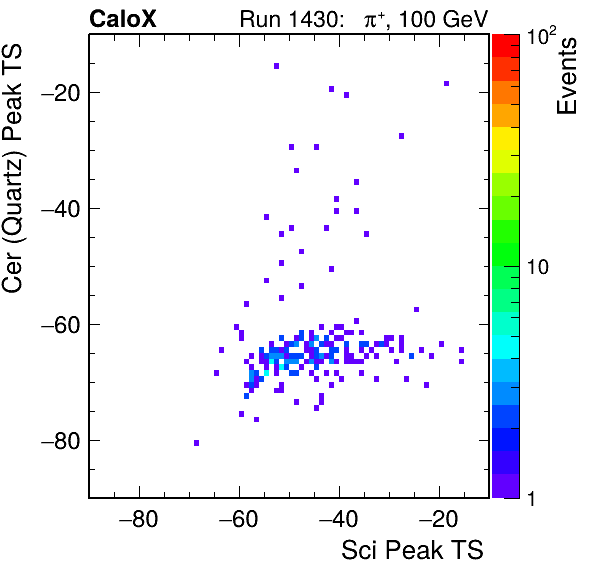 CaloX Run 1430: π⁺, 100 GeV
Cer (Quartz) Peak TS
−20
−40
−60
−80
−80 −60 −40 −20
Sci Peak TS
10²
10
1
Events